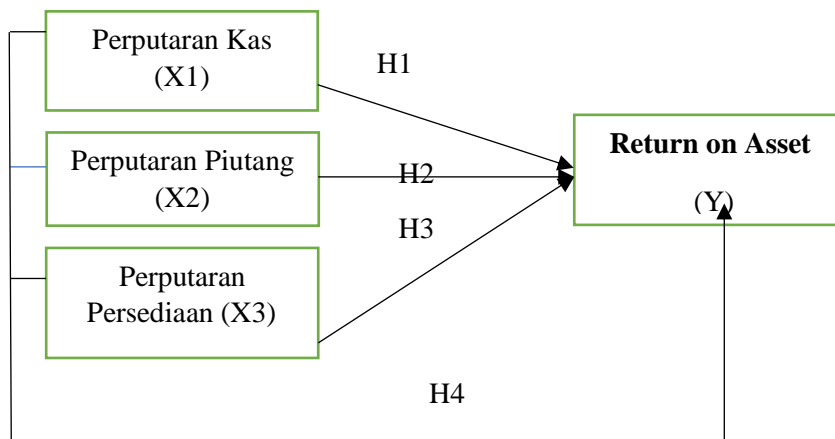 Perputaran Kas
(X1)
H1
Perputaran Piutang
(X2)
H2
Return on Asset
(Y)
H3
Perputaran
Persediaan (X3)
H4